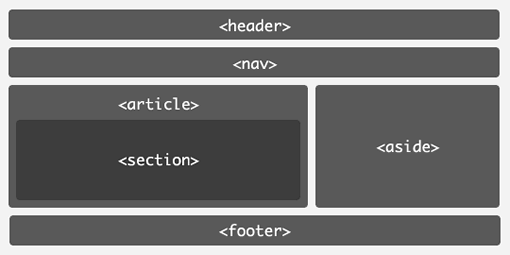 <header>
<nav>
<article>
<section>
<aside>
<footer>